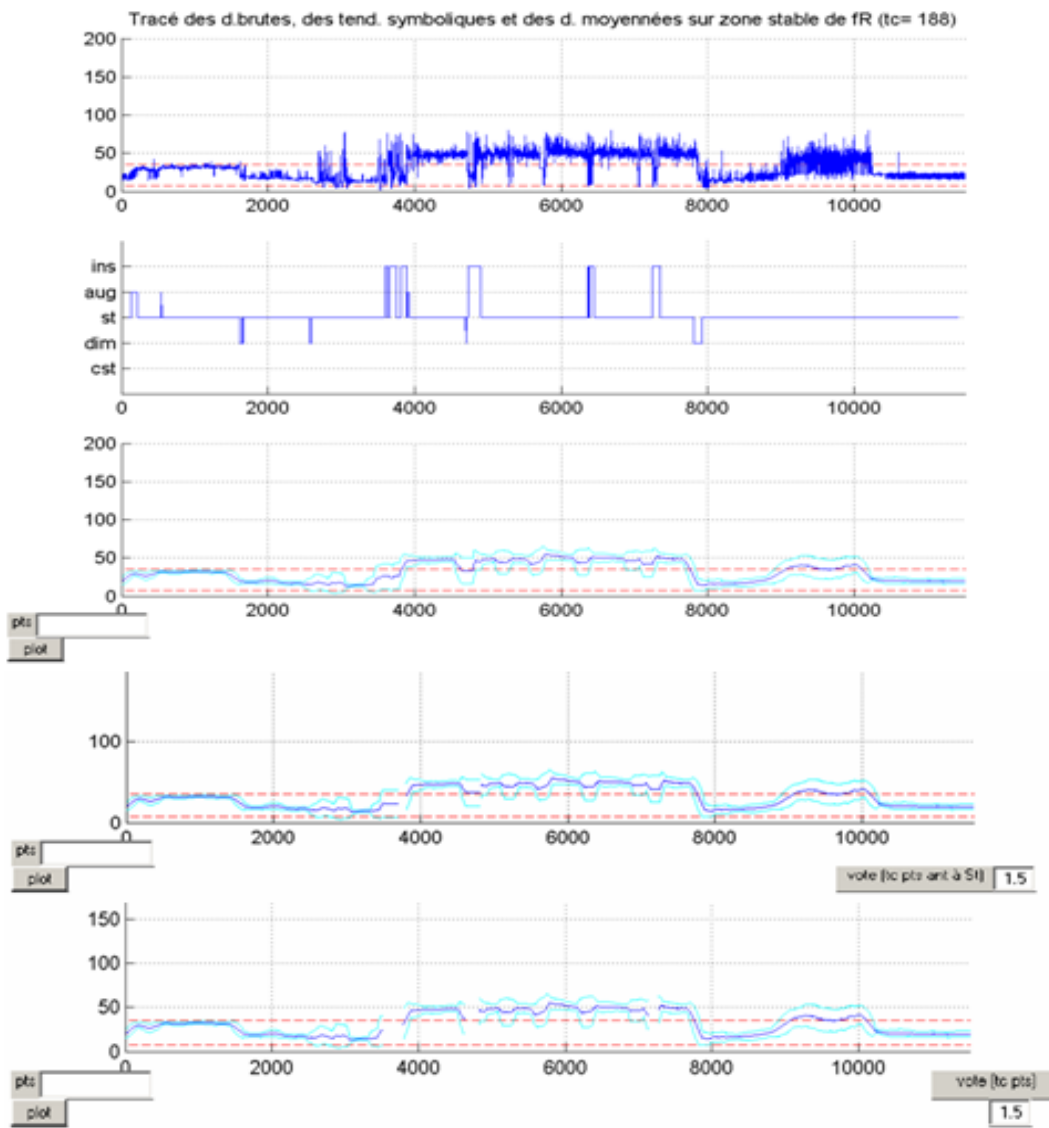 Tracé des d.brutes, des tend. symboliques et des d. moyennées sur zone stable de fR (tc= 188)
200
150
100
50
0
0 2000 4000 6000 8000 10000
ins
aug
st
dim
cst
0 2000 4000 6000 8000 10000
200
150
100
50
0
0 2000 4000 6000 8000 10000
pts
plot
100
0
0 2000 4000 6000 8000 10000
pts
plot
vote (tc pts ant à St) 1.5
150
100
50
0
0 2000 4000 6000 8000 10000
pts
plot
vote (tc pts)
1.5